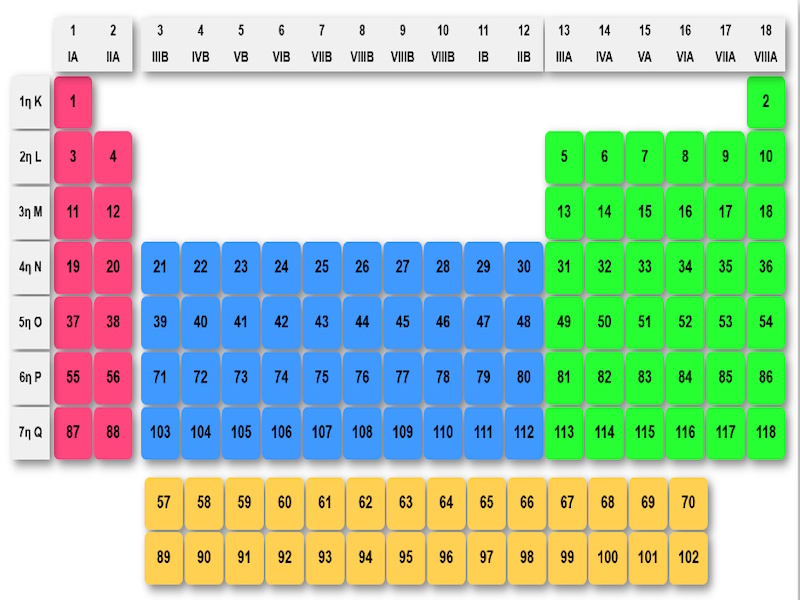 1 2 3 4 5 6 7 8 9 10 11 12 13 14 15 16 17 18
IA IIA IIIB IVB VB VIB VIIB VIIIB VIIIB VIIIB IB IIB IIIA IVA VA VIA VIIA VIIIA
1η K 1 2
2η L 3 4 5 6 7 8 9 10
3η M 11 12 13 14 15 16 17 18
4η N 19 20 21 22 23 24 25 26 27 28 29 30 31 32 33 34 35 36
5η O 37 38 39 40 41 42 43 44 45 46 47 48 49 50 51 52 53 54
6η P 55 56 71 72 73 74 75 76 77 78 79 80 81 82 83 84 85 86
7η Q 87 88 103 104 105 106 107 108 109 110 111 112 113 114 115 116 117 118
57 58 59 60 61 62 63 64 65 66 67 68 69 70
89 90 91 92 93 94 95 96 97 98 99 100 101 102